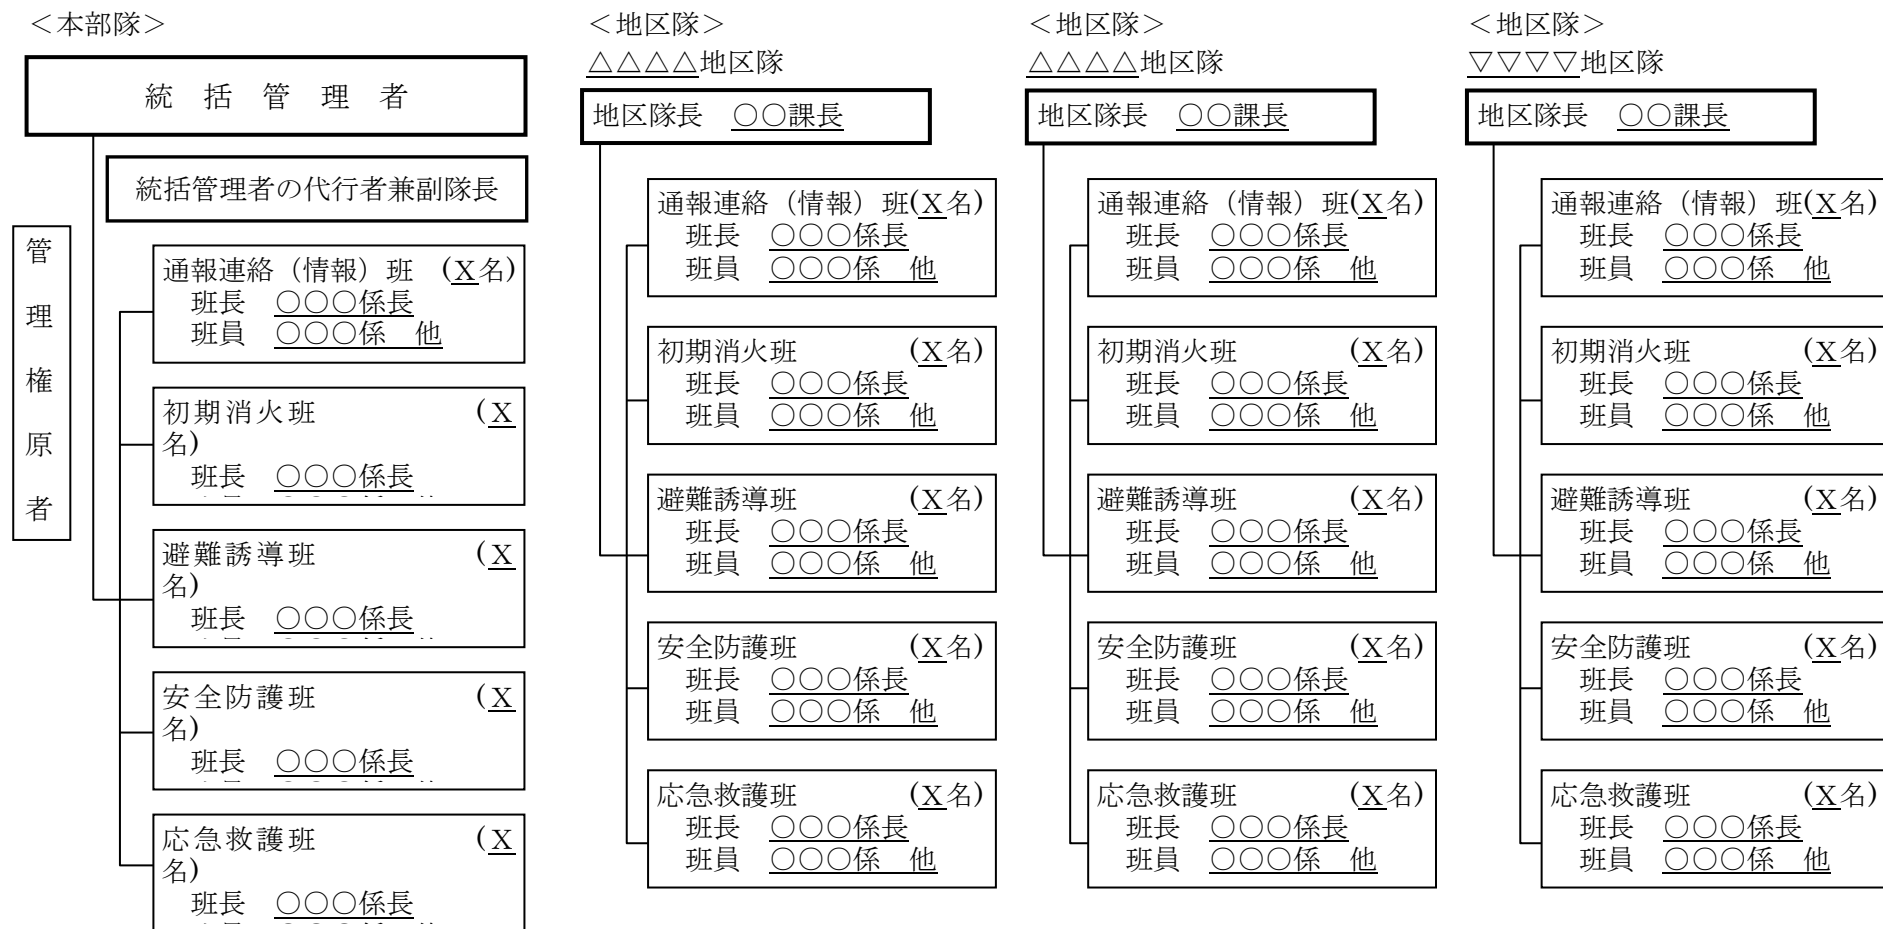 ＜本部隊＞
統　括　管　理　者
統括管理者の代行者兼副隊長
管理権原者
通報連絡（情報）班　(X名)
班長　○○○係長
班員　○○○係　他
初期消火班　(X
名)
班長　○○○係長
避難誘導班　(X
名)
班長　○○○係長
安全防護班　(X
名)
班長　○○○係長
応急救護班　(X
名)
班長　○○○係長
＜地区隊＞
△△△△地区隊
地区隊長　○○課長
通報連絡（情報）班(X名)
班長　○○○係長
班員　○○○係　他
初期消火班　(X名)
班長　○○○係長
班員　○○○係　他
避難誘導班　(X名)
班長　○○○係長
班員　○○○係　他
安全防護班　(X名)
班長　○○○係長
班員　○○○係　他
応急救護班　(X名)
班長　○○○係長
班員　○○○係　他
＜地区隊＞
△△△△地区隊
地区隊長　○○課長
通報連絡（情報）班(X名)
班長　○○○係長
班員　○○○係　他
初期消火班　(X名)
班長　○○○係長
班員　○○○係　他
避難誘導班　(X名)
班長　○○○係長
班員　○○○係　他
安全防護班　(X名)
班長　○○○係長
班員　○○○係　他
応急救護班　(X名)
班長　○○○係長
班員　○○○係　他
＜地区隊＞
▽▽▽▽地区隊
地区隊長　○○課長
通報連絡（情報）班(X名)
班長　○○○係長
班員　○○○係　他
初期消火班　(X名)
班長　○○○係長
班員　○○○係　他
避難誘導班　(X名)
班長　○○○係長
班員　○○○係　他
安全防護班　(X名)
班長　○○○係長
班員　○○○係　他
応急救護班　(X名)
班長　○○○係長
班員　○○○係　他